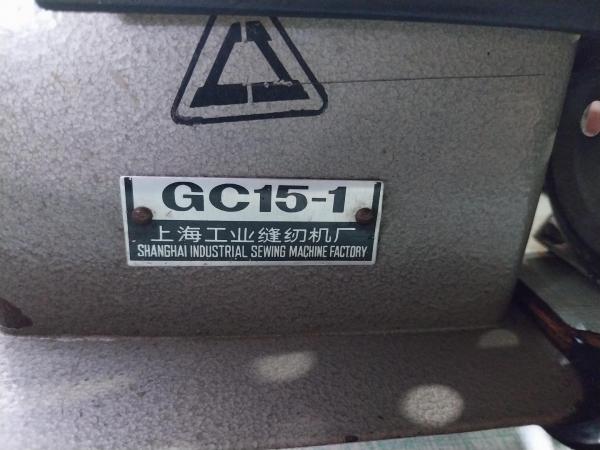 GC15-1
上海工业缝纫机厂
SHANGHAI INDUSTRIAL SEWING MACHINE FACTORY